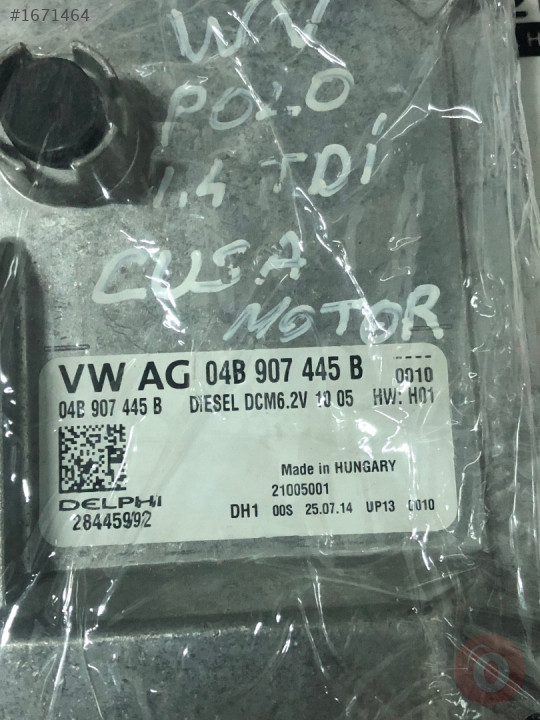 #1671464
WV
POLO
1.4 TDİ
CUSA
MOTOR
VW AG 04B 907 445 B 0010
04B 907 445 B DIESEL DCM6.2V 10 05 HW: H01
Made in HUNGARY
21005001
DELPHI
28445992 DH1 00S 25.07.14 UP13 0010